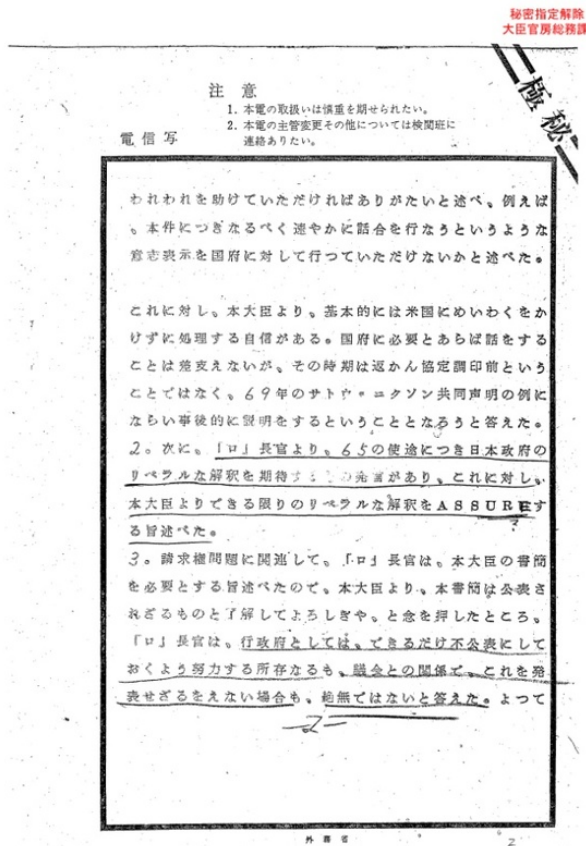 秘密指定解除
大臣官房総務課
極秘
注意
1. 本電の取扱いは慎重を期せられたい。
2. 本電の主管変更その他については検閲班に
連絡ありたい。
電信写
われわれを助けていただければありがたいと述べ、例えば
、本件につきなるべく速やかに話合を行なうというような
意志表示を国府に対して行つていただけないかと述べた。
これに対し、本大臣より、基本的には米国にめいわくをか
けずに処理する自信がある。国府に必要とあらば話をする
ことは差支えないが、その時期は返かん協定調印前という
ことではなく、69年のサトウ・ニクソン共同声明の例に
ならい事後的に説明をするということとなろうと答えた。
2。次に、「ロ」長官より、65の使途につき日本政府の
リベラルな解釈を期待するとの発言があり、これに対し、
本大臣よりできる限りのリベラルな解釈をASSUREす
る旨述べた。
3。請求権問題に関連して、「ロ」長官は、本大臣の書簡
を必要とする旨述べたので、本大臣より、本書簡は公表さ
れざるものと了解してよろしきや、と念を押したところ、
「ロ」長官は、行政府としては、できるだけ不公表にして
おくよう努力する所存なるも、議会との関係で、これを発
表せざるをえない場合も、絶無ではないと答えた。よつて
—2—
外務省
2